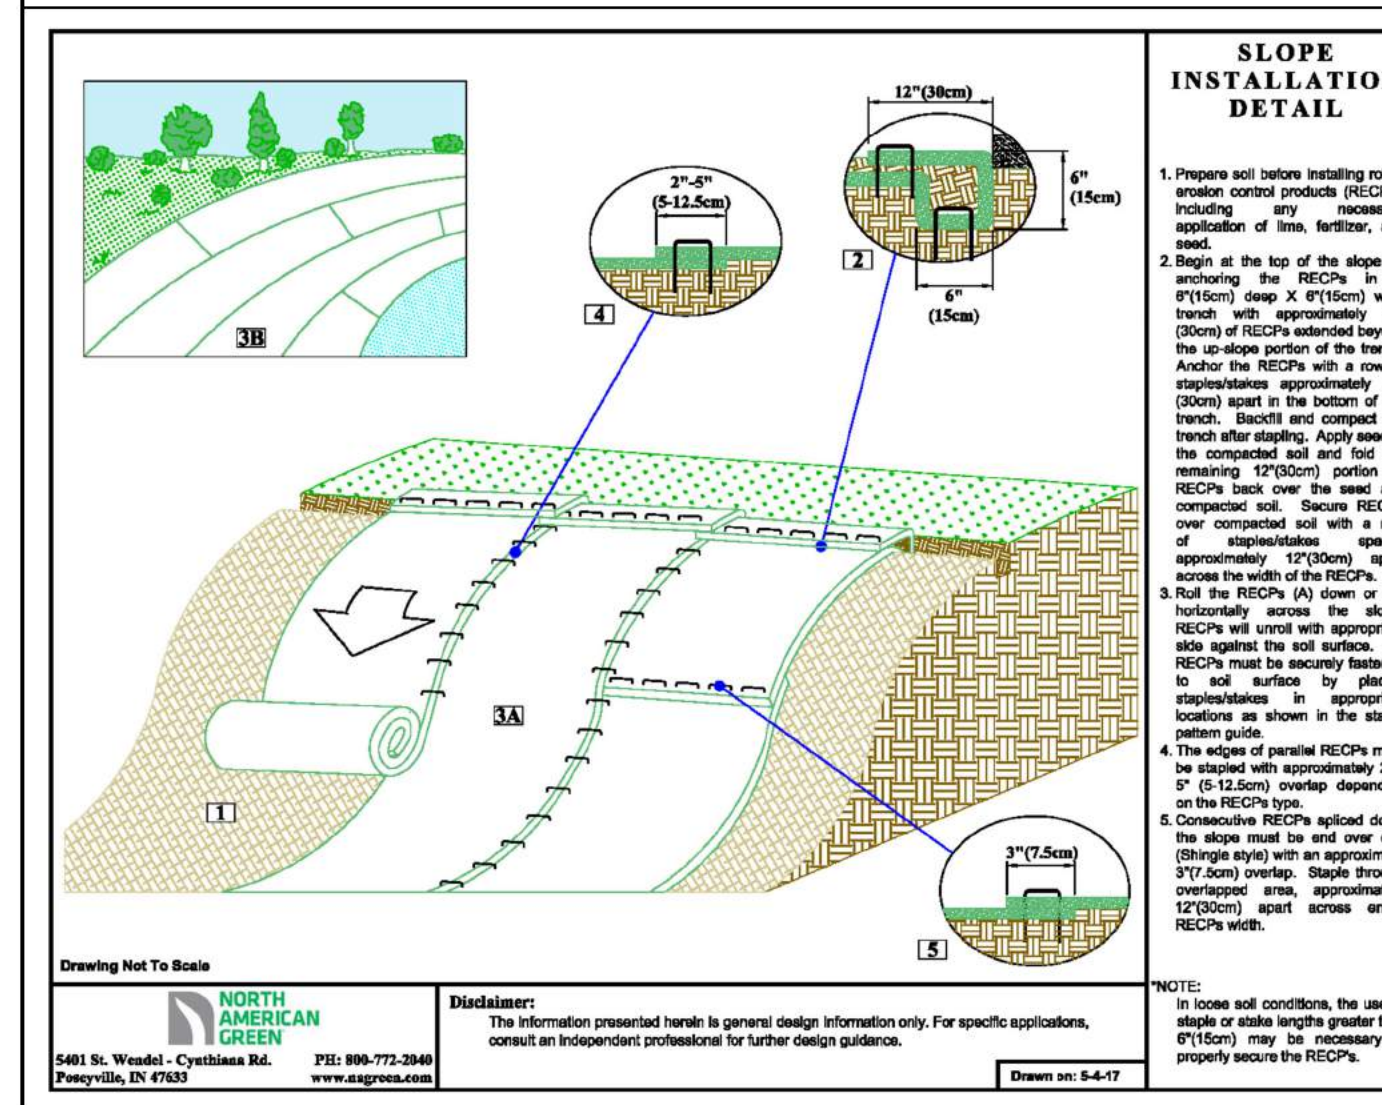 12"(30cm)
2"-5"
(5-12.5cm)
6"
(15cm)
2
6"
(15cm)
4
3B
3A
1
3"(7.5cm)
5
Drawing Not To Scale
NORTH
AMERICAN
GREEN
5401 St. Wendel - Cynthiana Rd.
Poseyville, IN 47633
PH: 800-772-2040
www.nagreen.com
Disclaimer:
The information presented herein is general design information only. For specific applications,
consult an independent professional for further design guidance.
Drawn on: 5-4-17
SLOPE
INSTALLATIO
DETAIL
1. Prepare soil before installing ro
erosion control products (REC
including any necess
application of lime, fertilizer,
seed.
2. Begin at the top of the slope
anchoring the RECPs in
6"(15cm) deep X 6"(15cm) w
trench with approximately
(30cm) of RECPs extended bey
the up-slope portion of the tren
Anchor the RECPs with a row
staples/stakes approximately
(30cm) apart in the bottom of
trench. Backfill and compact
trench after stapling. Apply see
the compacted soil and fold
remaining 12"(30cm) portion
RECPs back over the seed
compacted soil. Secure REC
over compacted soil with a
of staples/stakes spa
approximately 12"(30cm) ap
across the width of the RECPs.
3. Roll the RECPs (A) down or
horizontally across the slo
RECPs will unroll with appropri
side against the soil surface.
RECPs must be securely faste
to soil surface by plac
staples/stakes in appropri
locations as shown in the sta
pattern guide.
4. The edges of parallel RECPs m
be stapled with approximately
5" (5-12.5cm) overlap depend
on the RECPs type.
5. Consecutive RECPs spliced do
the slope must be end over
(Shingle style) with an approxim
3"(7.5cm) overlap. Staple throu
overlapped area, approximat
12"(30cm) apart across en
RECPs width.
*NOTE:
In loose soil conditions, the use
staple or stake lengths greater
6"(15cm) may be necessary
properly secure the RECP's.